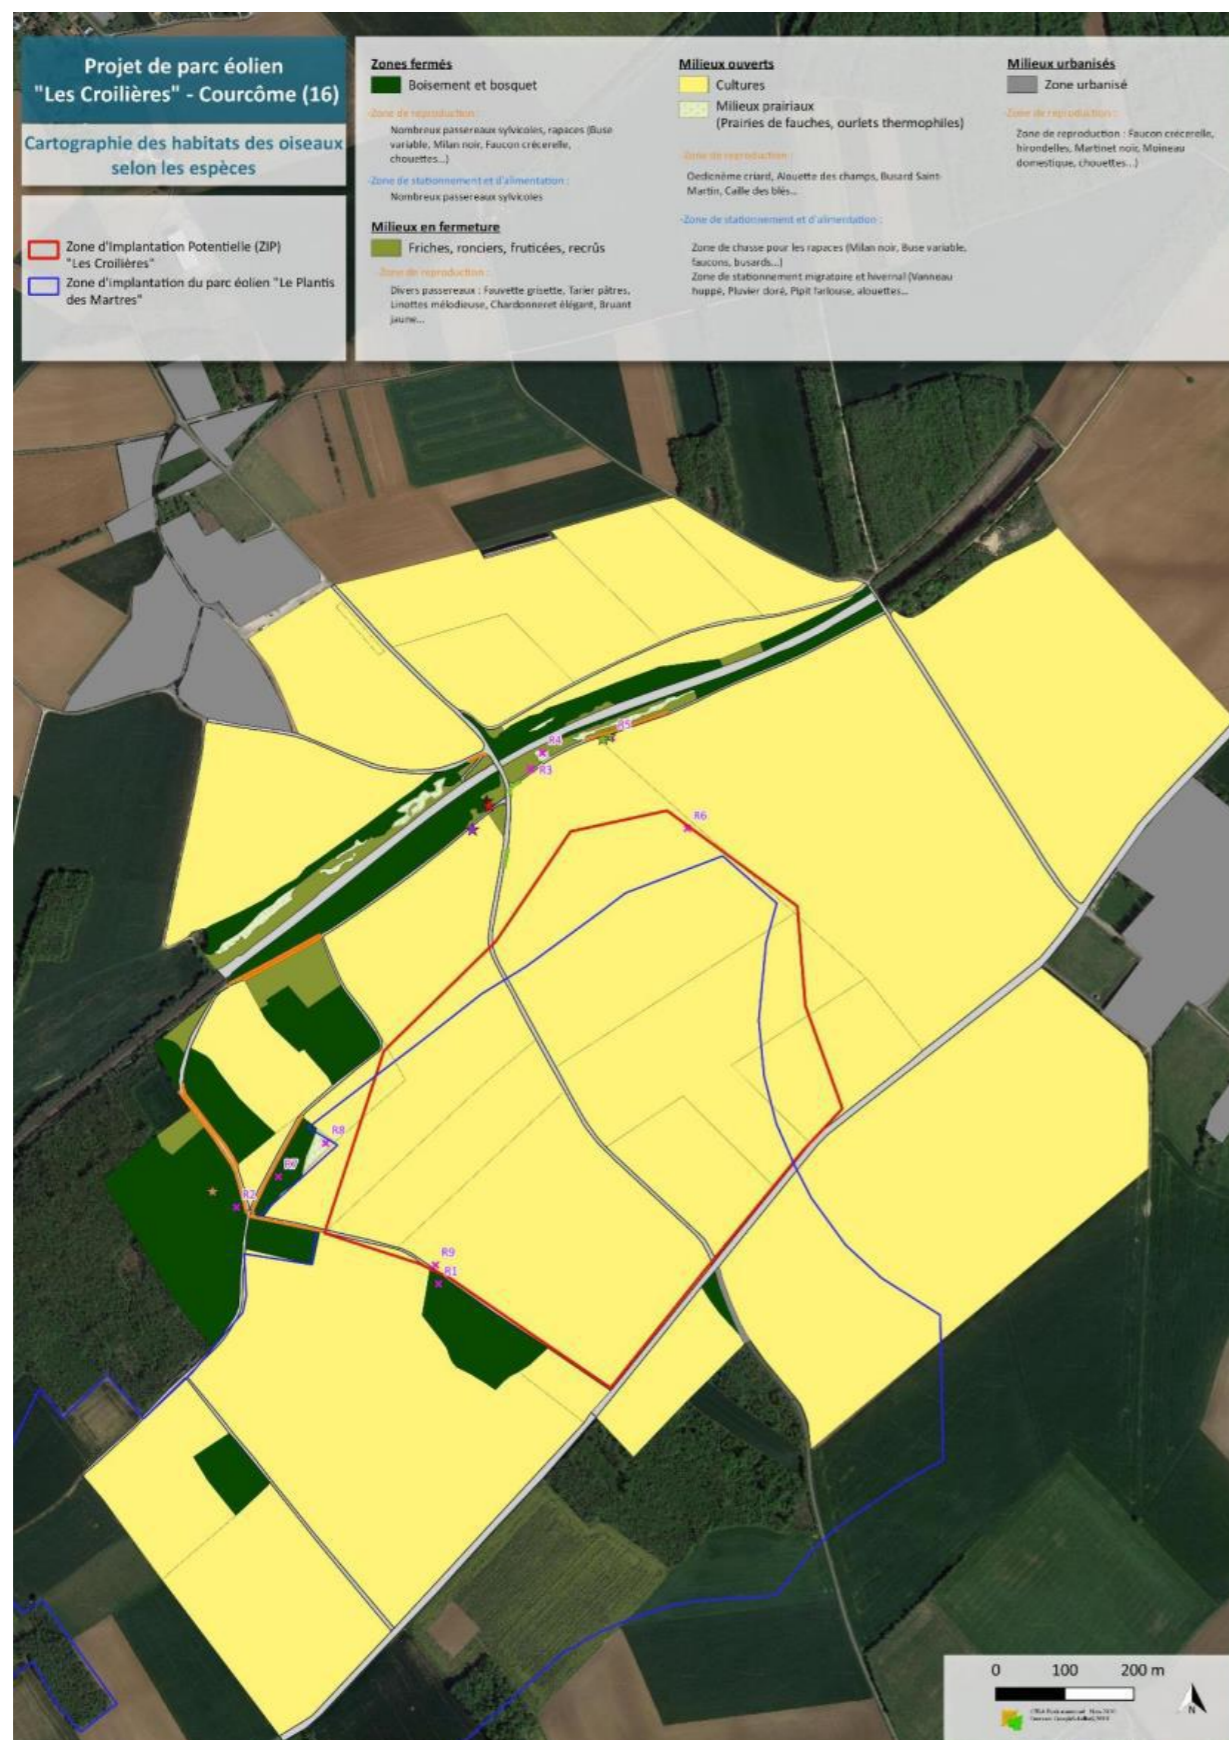 Projet de parc éolien
"Les Croilières" - Courcôme (16)
Cartographie des habitats des oiseaux
selon les espèces
Zone d'Implantation Potentielle (ZIP)
"Les Croilières"
Zone d'implantation du parc éolien "Le Plantis
des Martres"
Zones fermés
Boisement et bosquet
-Zone de reproduction :
Nombreux passereaux sylvicoles, rapaces (Buse
variable, Milan noir, Faucon crécerelle,
chouettes...)
-Zone de stationnement et d'alimentation :
Nombreux passereaux sylvicoles
Milieux en fermeture
Friches, ronciers, fruticées, recrûs
-Zone de reproduction :
Divers passereaux : Fauvette grisette, Tarier pâtres,
Linottes mélodieuse, Chardonneret élégant, Bruant
jaune...
Milieux ouverts
Cultures
Milieux prairiaux
(Prairies de fauches, ourlets thermophiles)
-Zone de reproduction :
Oedicnème criard, Alouette des champs, Busard Saint-
Martin, Caille des blés...
-Zone de stationnement et d'alimentation :
Zone de chasse pour les rapaces (Milan noir, Buse variable,
faucons, busards...)
Zone de stationnement migratoire et hivernal (Vanneau
huppé, Pluvier doré, Pipit farlouse, alouettes...
Milieux urbanisés
Zone urbanisé
-Zone de reproduction :
Zone de reproduction : Faucon crécerelle,
hirondelles, Martinet noir, Moineau
domestique, chouettes...)
R5
R4
R3
R6
R8
R7
R2
R9
R1
0 100 200 m
N